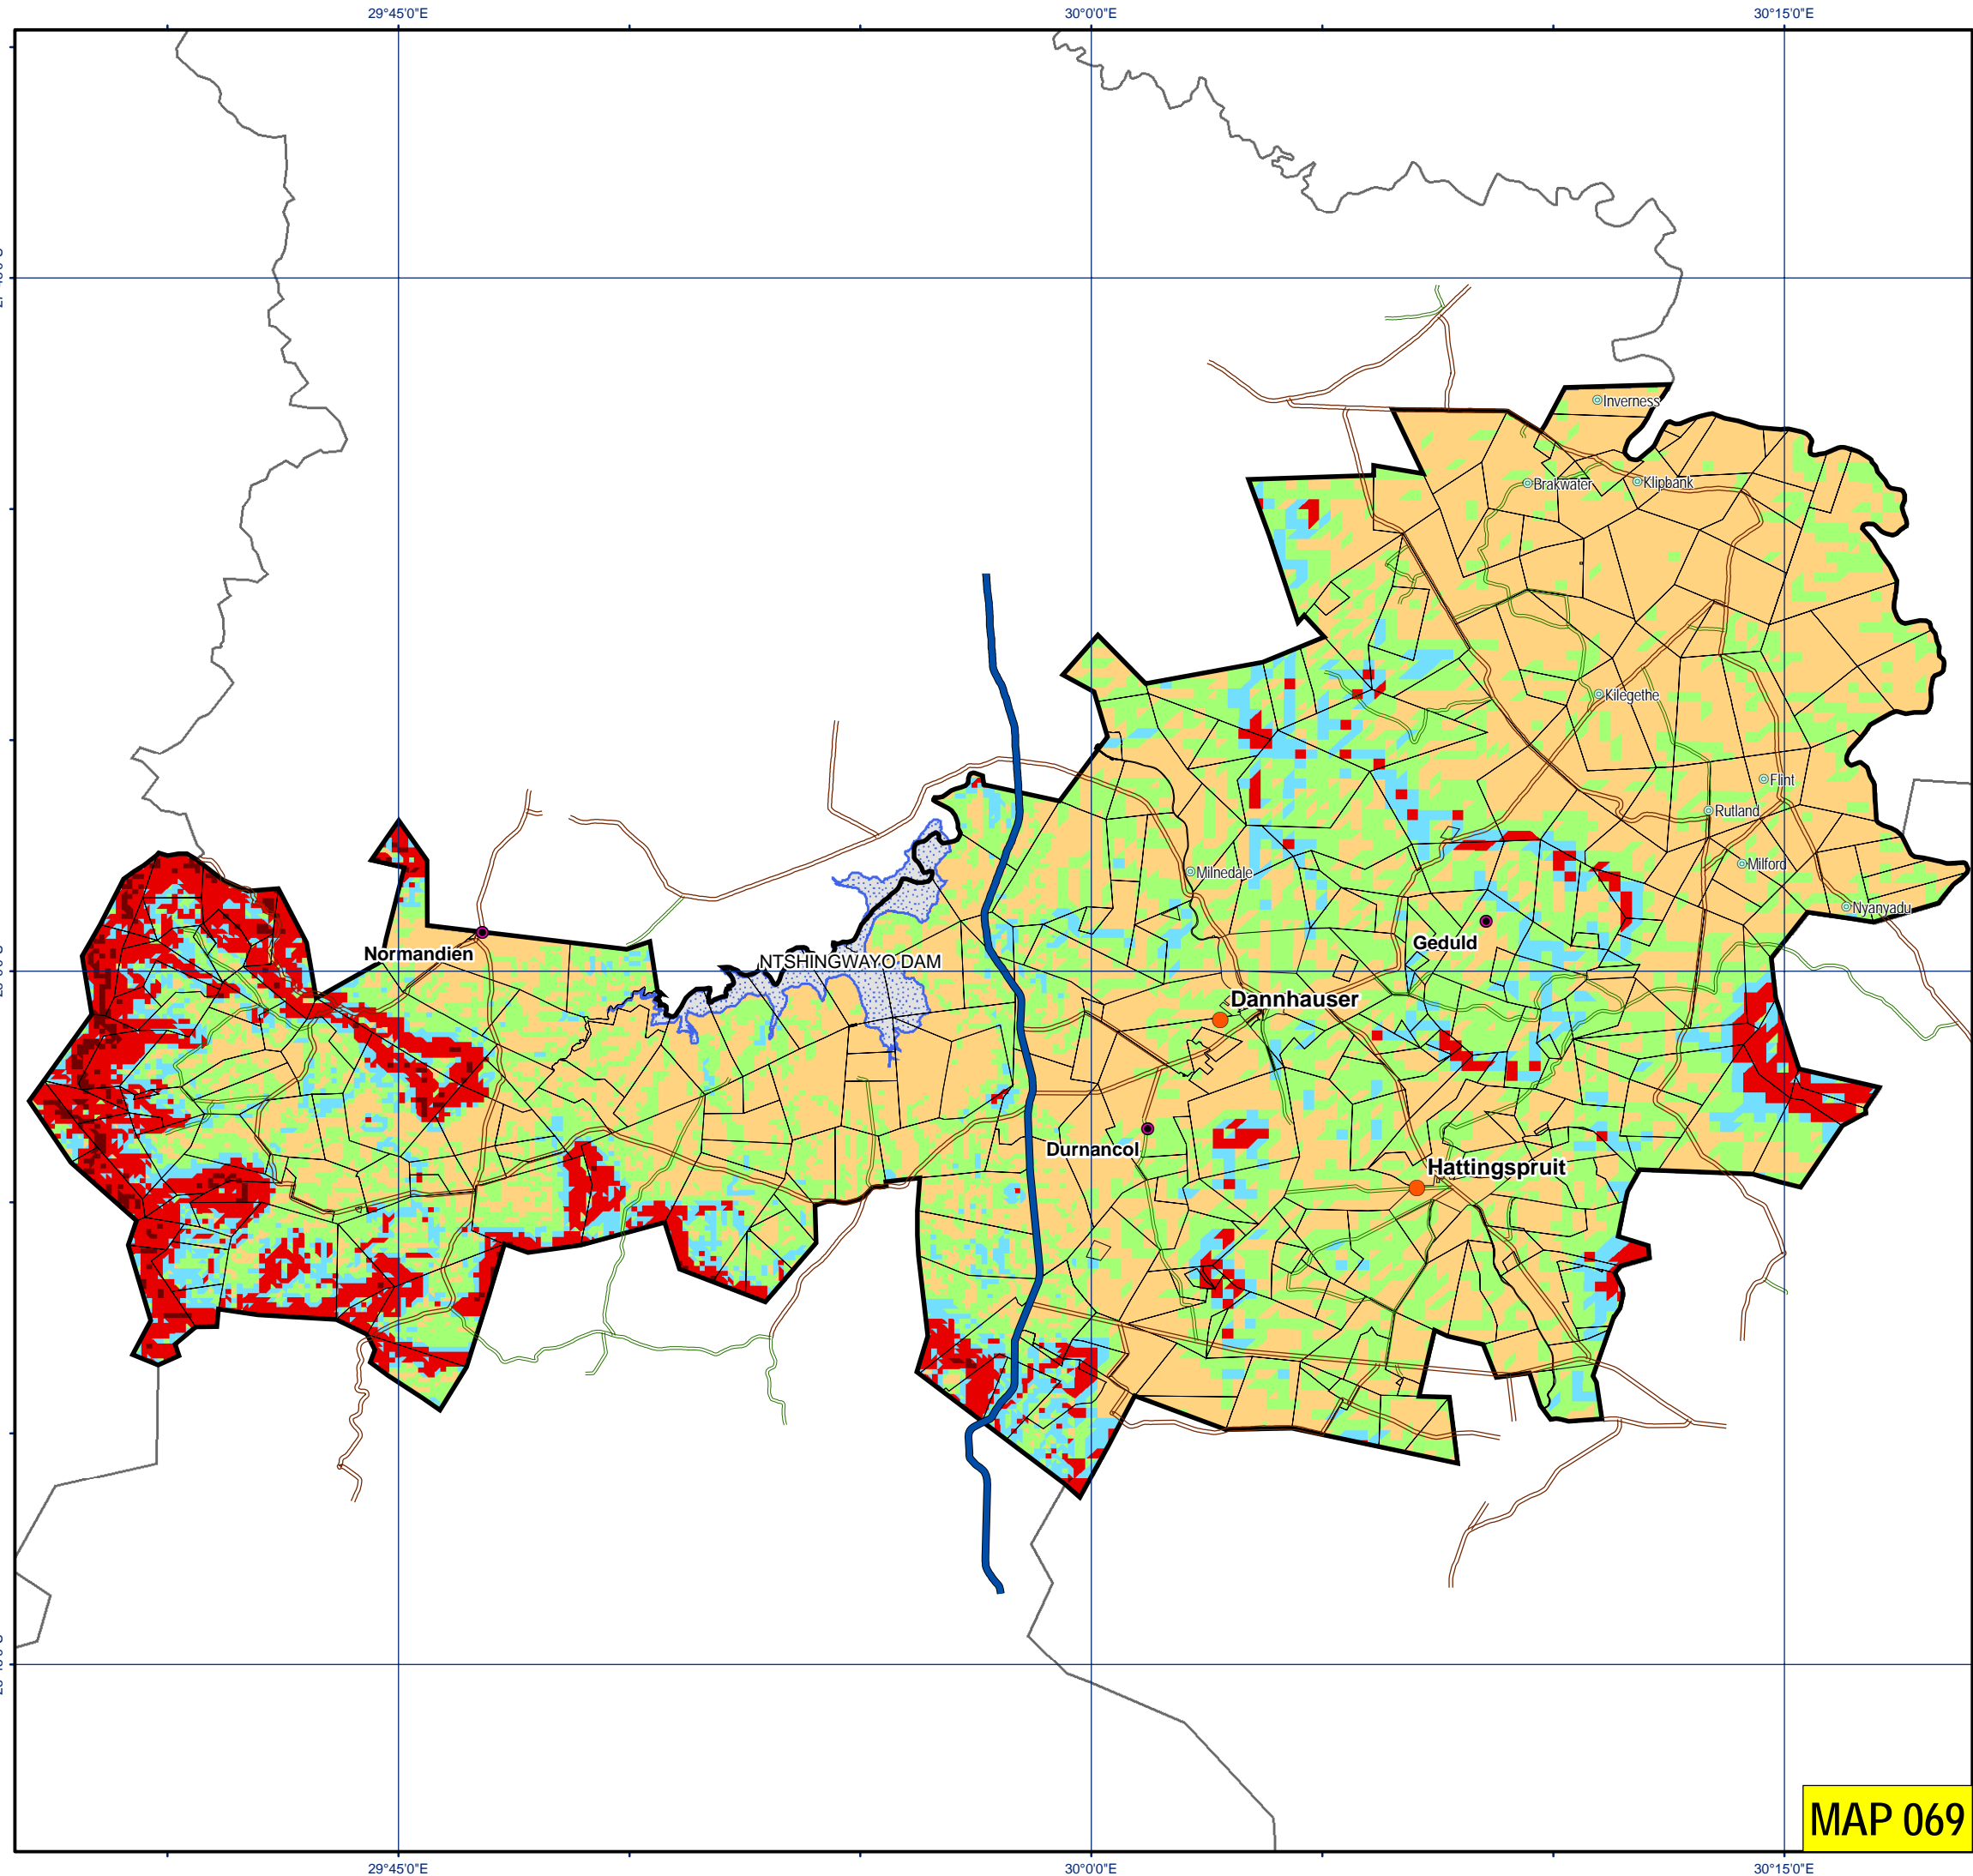 29°45'0"E
30°0'0"E
30°15'0"E
Inverness
Brakwater
Klipbank
Kilegethe
Flint
Rutland
Milnedale
Milford
Nyanyadu
Geduld
Normandien
NTSHINGWAYO DAM
Dannhauser
Durnancol
Hattingspruit
MAP 069
29°45'0"E
30°0'0"E
30°15'0"E